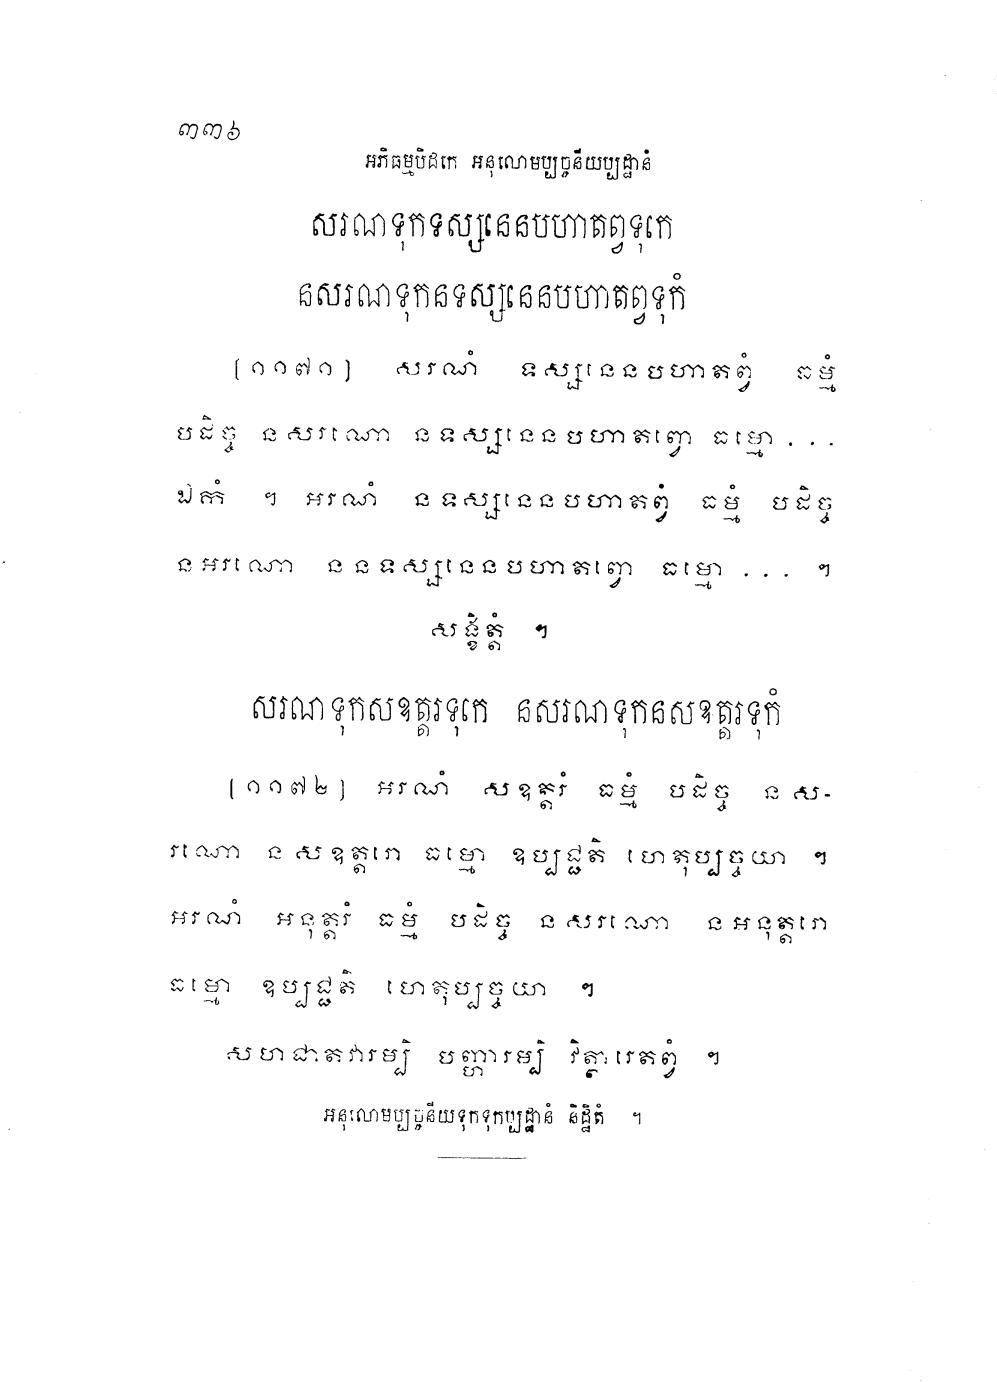 ៣៣៦
អភិធម្មបិដកេ អនុលោមប្បច្ចនីយប្បដ្ឋានំ
សរណទុកទស្សនេនបហាតព្វទុកេ
នសរណទុកនទស្សនេនបហាតព្វទុកំ
[១១៧១] សរណំ ទស្សនេនបហាតព្វំ ធម្មំ
បដិច្ច នសរណោ នទស្សនេនបហាតព្វោ ធម្មោ ...
ឯកំ ។ អរណំ នទស្សនេនបហាតព្វំ ធម្មំ បដិច្ច
នអរណោ ននទស្សនេនបហាតព្វោ ធម្មោ ... ។
សង្ខិត្តំ ។
សរណទុកសឧត្តរទុកេ នសរណទុកនសឧត្តរទុកំ
[១១៧២] អរណំ សឧត្តរំ ធម្មំ បដិច្ច នស-
រណោ នសឧត្តរោ ធម្មោ ឧប្បជ្ជតិ ហេតុប្បច្ចយា ។
អរណំ អនុត្តរំ ធម្មំ បដិច្ច នសរណោ នអនុត្តរោ
ធម្មោ ឧប្បជ្ជតិ ហេតុប្បច្ចយា ។
សហជាតវារម្បិ បញ្ហារម្បិ វិត្ថារេតព្វំ ។
អនុលោមប្បច្ចនីយទុកទុកប្បដ្ឋានំ និដ្ឋិតំ ។